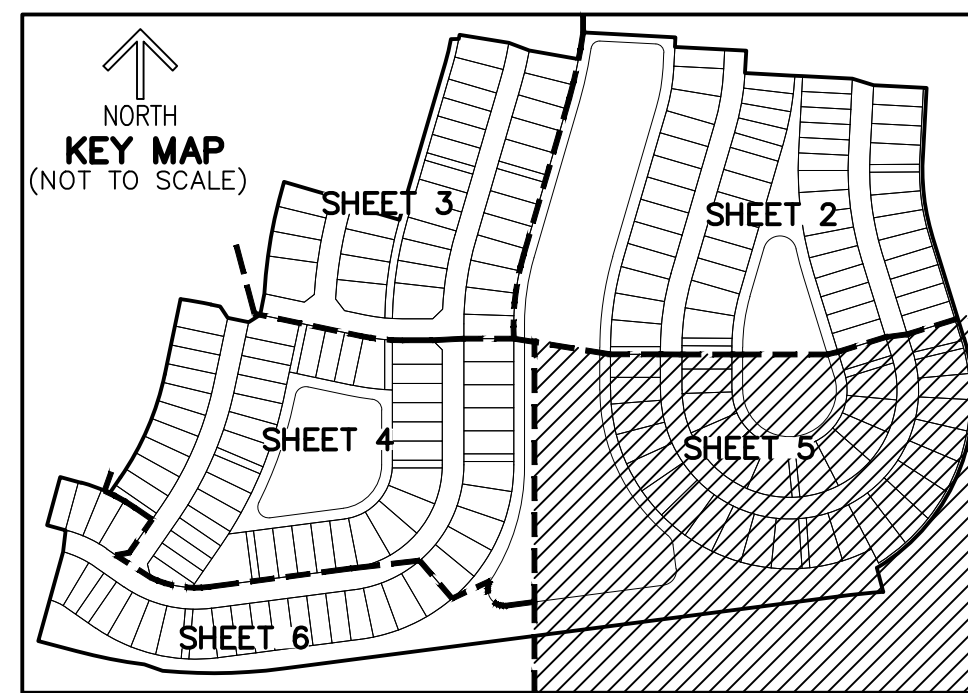 NORTH
KEY MAP
(NOT TO SCALE)
SHEET 3
SHEET 2
SHEET 4
SHEET 5
SHEET 6